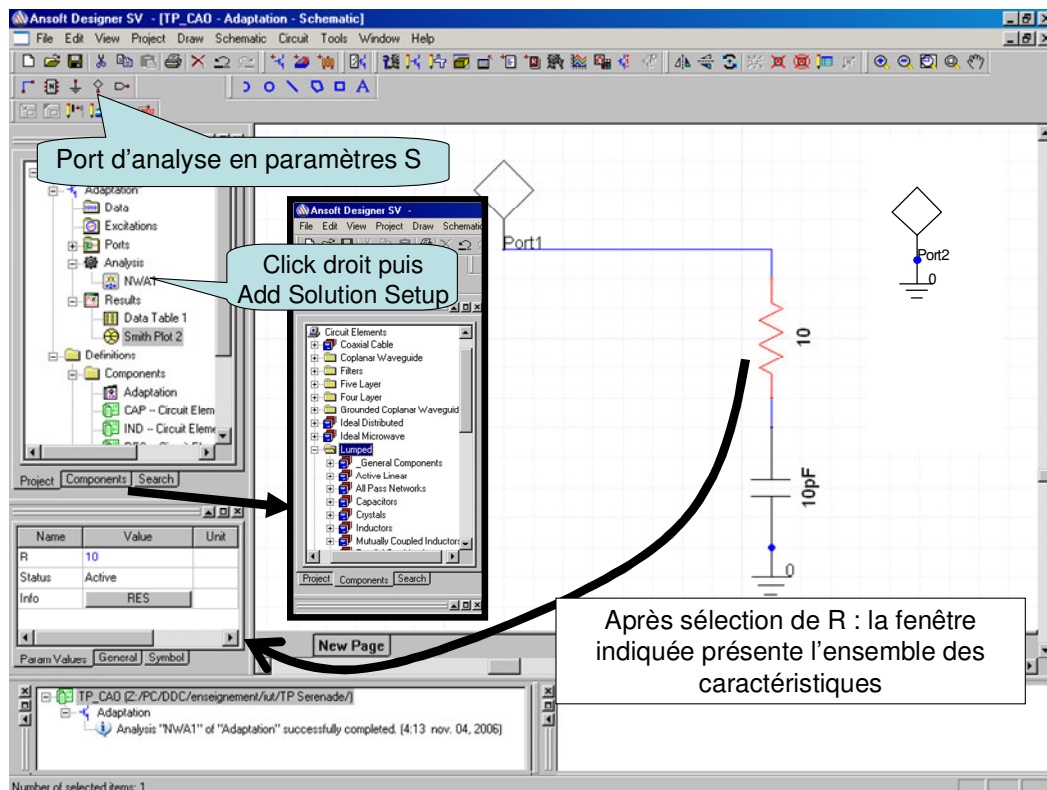 Ansoft Designer SV - [TP_CAO - Adaptation - Schematic]
File Edit View Project Draw Schematic Circuit Tools Window Help
Port d'analyse en paramètres S
Adaptation*
Data
Excitations
Ports
Analysis
NWA1
Results
Data Table 1
Smith Plot 2
Definitions
Components
Adaptation
CAP -- Circuit Elem
IND -- Circuit Eleme
Project Components Search
Click droit puis
Add Solution Setup
Ansoft Designer SV -
File Edit View Project Draw Schematic
Circuit Elements
Coaxial Cable
Coplanar Waveguide
Filters
Five Layer
Four Layer
Grounded Coplanar Waveguid
Ideal Distributed
Ideal Microwave
Lumped
_General Components
Active Linear
All Pass Networks
Capacitors
Crystals
Inductors
Mutually Coupled Inductors
Project Components Search
Port1
Port2
0
10
10pF
0
Name Value Unit
R 10
Status Active
Info RES
Param Values General Symbol
New Page
Après sélection de R : la fenêtre
indiquée présente l'ensemble des
caractéristiques
TP_CAO (Z:/PC/DDC/enseignement/iut/TP Serenade/)
Adaptation
Analysis "NWA1" of "Adaptation" successfully completed. (4:13 nov. 04, 2006)
Number of selected items: 1